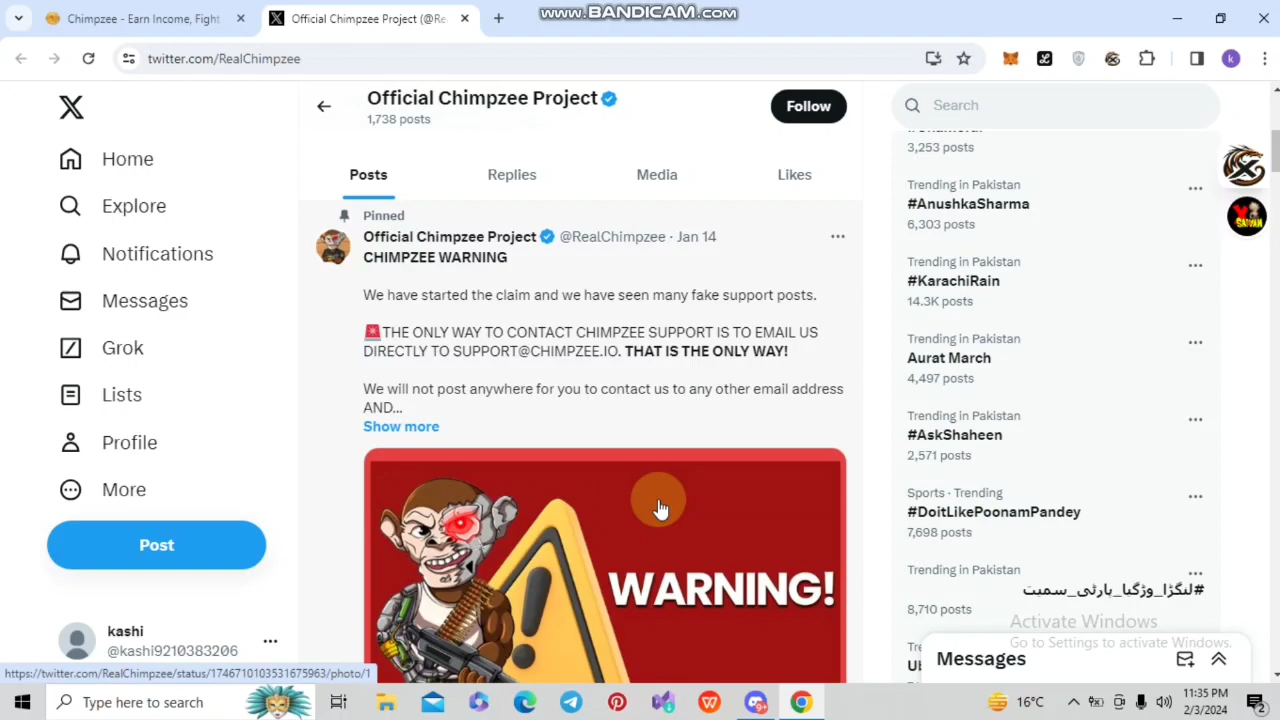 Chimpzee - Earn Income, Fight
Official Chimpzee Project (@Re
www.BANDICAM.com
twitter.com/RealChimpzee
k
X
Home
Explore
Notifications
Messages
Grok
Lists
Profile
More
Post
kashi
@kashi9210383206
Official Chimpzee Project
1,738 posts
Follow
Posts
Replies
Media
Likes
Pinned
Official Chimpzee Project @RealChimpzee · Jan 14
CHIMPZEE WARNING
We have started the claim and we have seen many fake support posts.
🚨THE ONLY WAY TO CONTACT CHIMPZEE SUPPORT IS TO EMAIL US
DIRECTLY TO SUPPORT@CHIMPZEE.IO. THAT IS THE ONLY WAY!
We will not post anywhere for you to contact us to any other email address
AND...
Show more
WARNING!
Search
3,253 posts
Trending in Pakistan
#AnushkaSharma
6,303 posts
Trending in Pakistan
#KarachiRain
14.3K posts
Trending in Pakistan
Aurat March
4,497 posts
Trending in Pakistan
#AskShaheen
2,571 posts
Sports · Trending
#DoitLikePoonamPandey
7,698 posts
Trending in Pakistan
#لنگڑا_وڑگیا_پارٹی_سمیت
8,710 posts
Activate Windows
Go to Settings to activate Windows.
Messages
https://twitter.com/RealChimpzee/status/1746710103531675963/photo/1
Type here to search
16°C
11:35 PM
2/3/2024
2